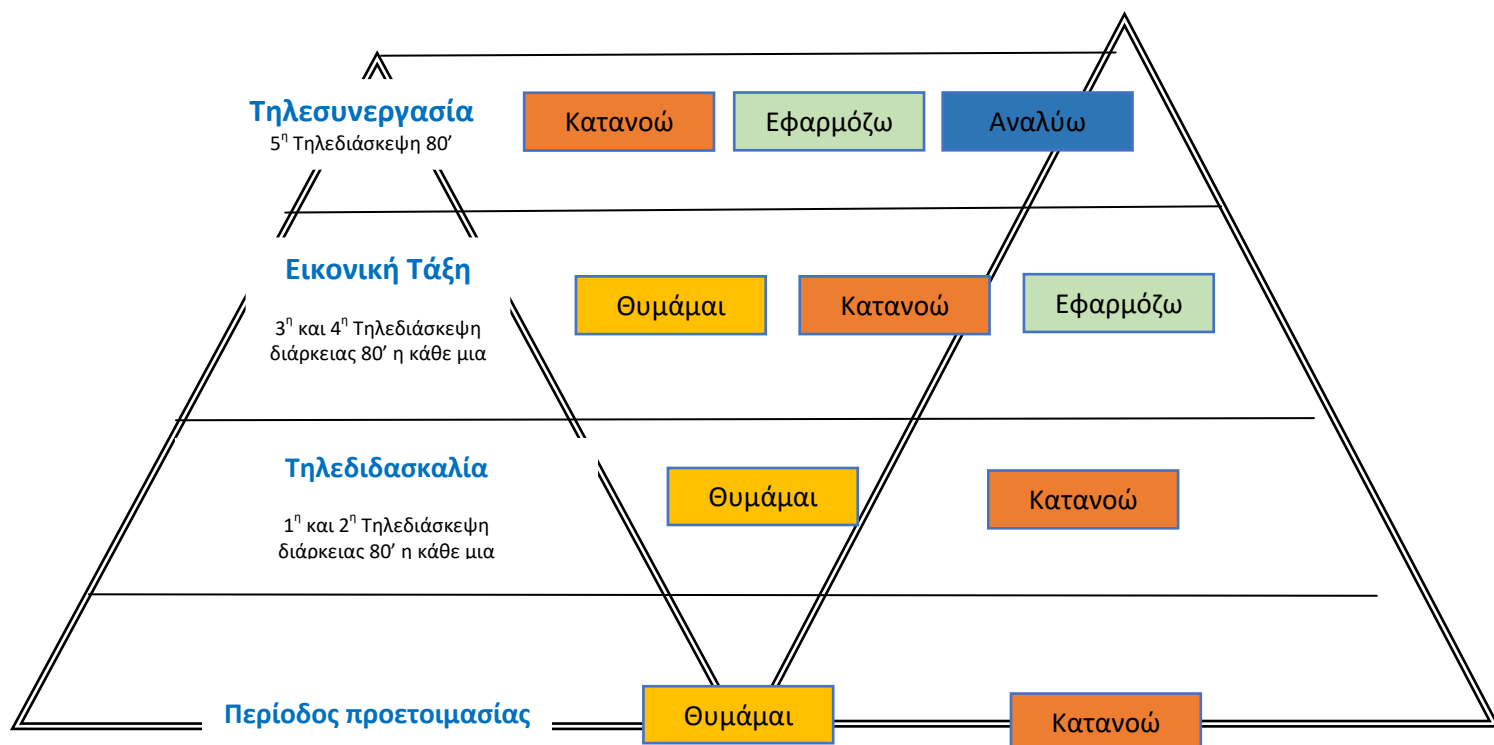 Τηλεσυνεργασία
5η Τηλεδιάσκεψη 80’
Κατανοώ
Εφαρμόζω
Αναλύω
Εικονική Τάξη
3η και 4η Τηλεδιάσκεψη
διάρκειας 80’ η κάθε μια
Θυμάμαι
Κατανοώ
Εφαρμόζω
Τηλεδιδασκαλία
1η και 2η Τηλεδιάσκεψη
διάρκειας 80’ η κάθε μια
Θυμάμαι
Κατανοώ
Περίοδος προετοιμασίας
Θυμάμαι
Κατανοώ